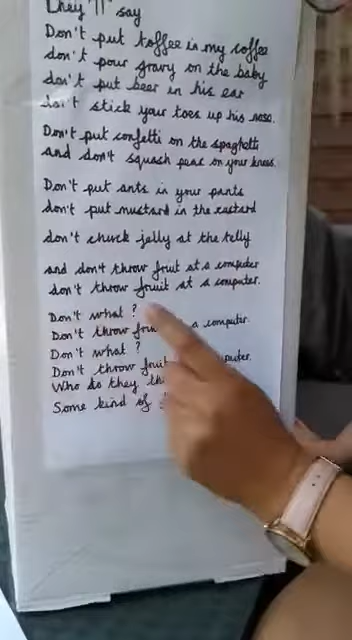 They'll say
Don't put toffee in my coffee
don't pour gravy on the baby
don't put beer in his ear
don't stick your toes up his nose.
Don't put confetti on the spaghetti
and don't squash peas on your knees.
Don't put ants in your pants
don't put mustard in the custard
don't chuck jelly at the telly
and don't throw fruit at a computer
don't throw fruit at a computer.
Don't what?
Don't throw a computer.
Don't what?
Don't throw fruit
Who do they
Some kind of